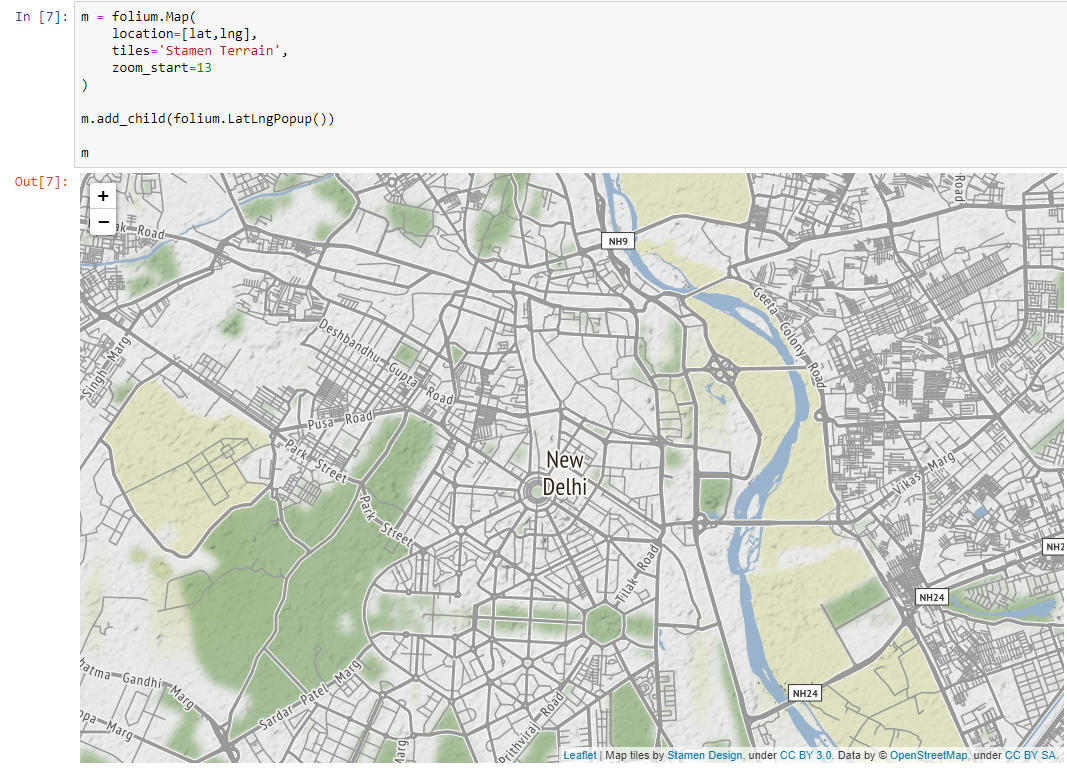 In [7]:
m = folium.Map(
    location=[lat,lng],
    tiles='Stamen Terrain',
    zoom_start=13
)
m.add_child(folium.LatLngPopup())
m
Out[7]:
+
−
ak Road
Road
NH9
Geeta Colony Road
Singh Marg
Deshbandhu Gupta Road
Pusa Road
Park Street
New
Delhi
Vikas Marg
Park Street
Tilak Road
NH2
NH24
atma Gandhi Marg
Sardar Patel Marg
NH24
ppa Marg
Marg
Prithviraj Road
Leaflet | Map tiles by Stamen Design, under CC BY 3.0. Data by © OpenStreetMap, under CC BY SA.